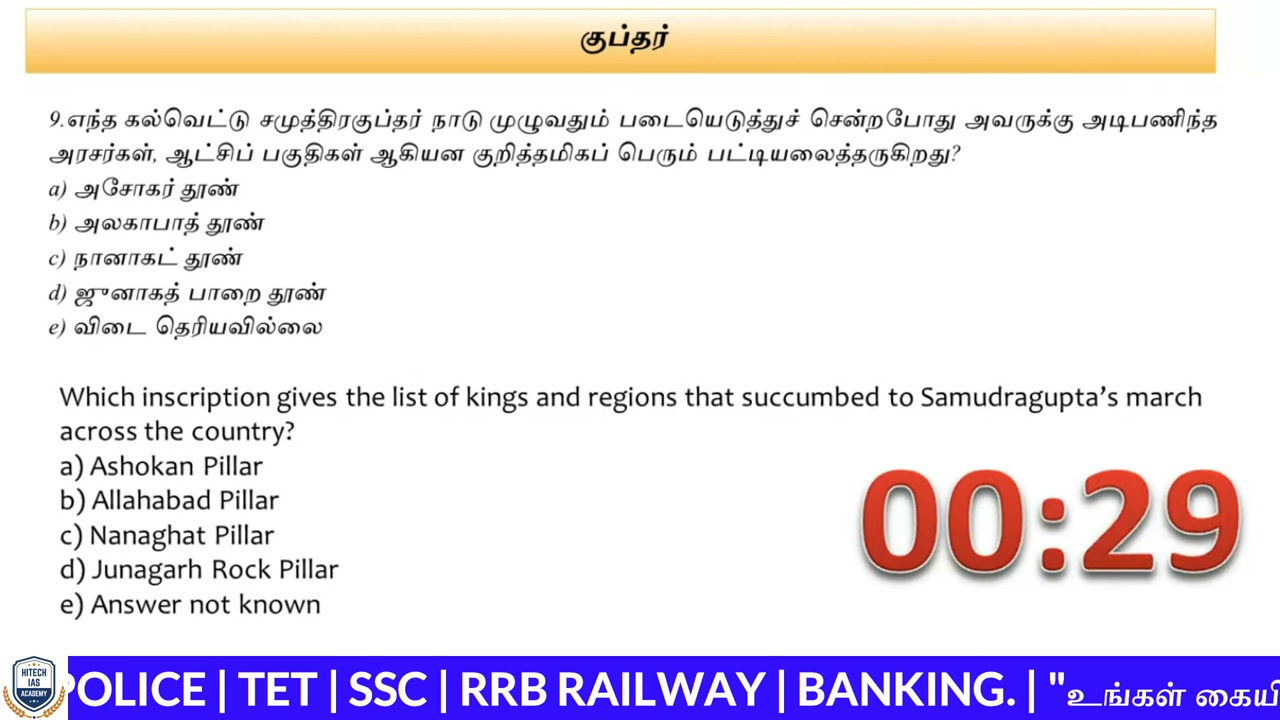 குப்தர்
9.எந்த கல்வெட்டு சமுத்திரகுப்தர் நாடு முழுவதும் படையெடுத்துச் சென்றபோது அவருக்கு அடிபணிந்த
அரசர்கள், ஆட்சிப் பகுதிகள் ஆகியன குறித்தமிகப் பெரும் பட்டியலைத்தருகிறது?
a) அசோகர் தூண்
b) அலகாபாத் தூண்
c) நானாகட் தூண்
d) ஜுனாகத் பாறை தூண்
e) விடை தெரியவில்லை
Which inscription gives the list of kings and regions that succumbed to Samudragupta’s march
across the country?
a) Ashokan Pillar
b) Allahabad Pillar
c) Nanaghat Pillar
d) Junagarh Rock Pillar
e) Answer not known
00:29
HITECH
IAS
ACADEMY
POLICE | TET | SSC | RRB RAILWAY | BANKING. | "உங்கள் கையி